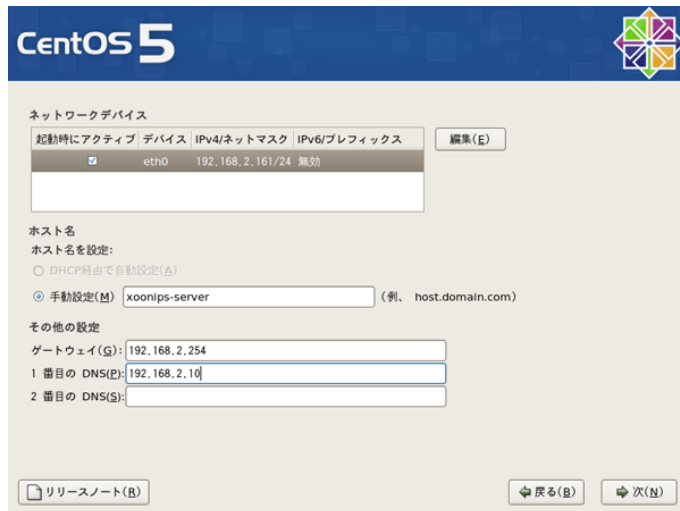 CentOS 5
ネットワークデバイス
起動時にアクティブ デバイス IPv4/ネットマスク IPv6/プレフィックス 編集(E)
eth0 192.168.2.161/24 無効
ホスト名
ホスト名を設定:
DHCP経由で自動設定(A)
手動設定(M) xoonips-server (例、 host.domain.com)
その他の設定
ゲートウェイ(G): 192.168.2.254
1 番目の DNS(P): 192.168.2.10
2 番目の DNS(S):
リリースノート(R) 戻る(B) 次(N)